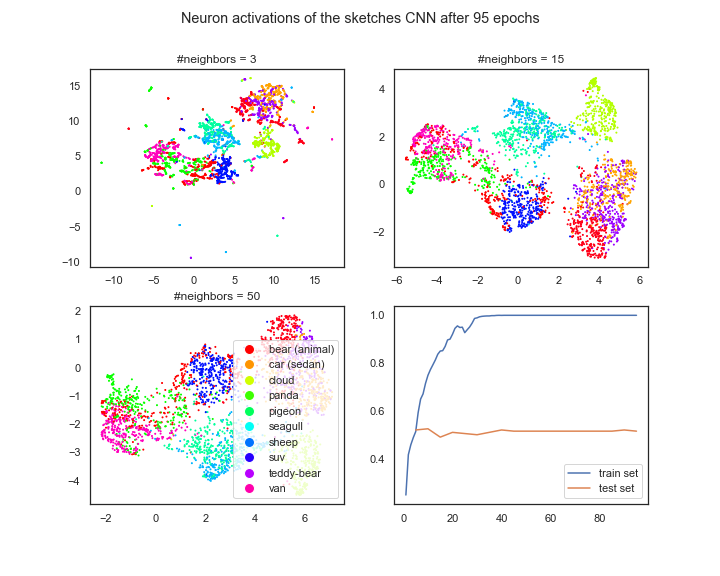 Neuron activations of the sketches CNN after 95 epochs
#neighbors = 3
15
10
5
0
−5
−10
−10 −5 0 5 10 15
#neighbors = 15
4
2
0
−2
−6 −4 −2 0 2 4 6
#neighbors = 50
2
1
0
−1
−2
−3
−4
−2 0 2 4 6
bear (animal)
car (sedan)
cloud
panda
pigeon
seagull
sheep
suv
teddy-bear
van
1.0
0.8
0.6
0.4
0 20 40 60 80
train set
test set